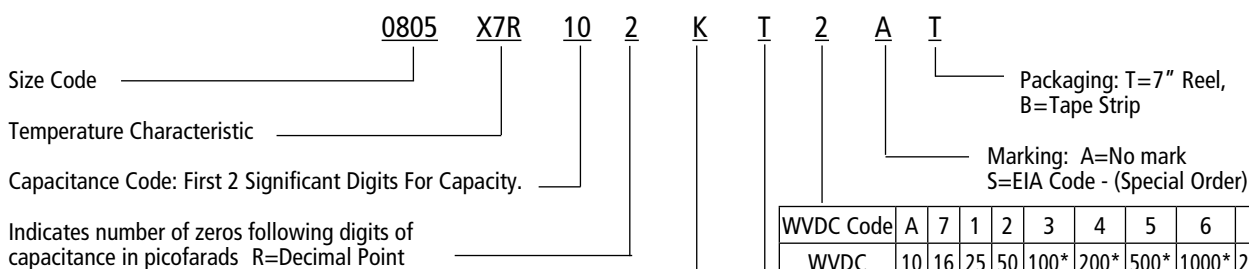 0805 X7R 10 2 K T 2 A T
Size Code
Packaging: T=7" Reel,
B=Tape Strip
Temperature Characteristic
Marking: A=No mark
S=EIA Code - (Special Order)
Capacitance Code: First 2 Significant Digits For Capacity.
Indicates number of zeros following digits of
capacitance in picofarads R=Decimal Point
WVDC Code A 7 1 2 3 4 5 6
WVDC 10 16 25 50 100* 200* 500* 1000* 2